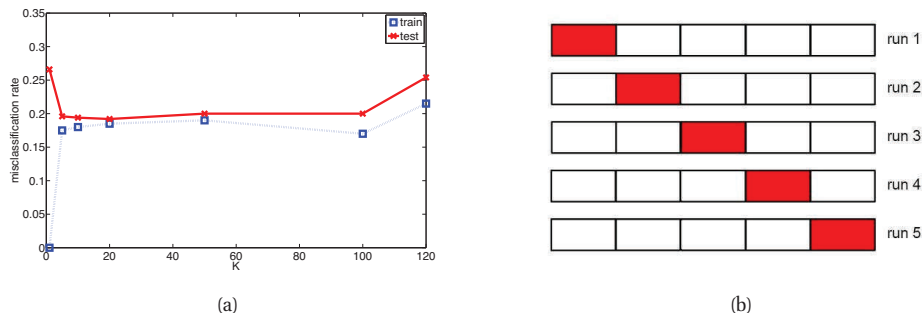 0.35
0.3
0.25
0.2
0.15
0.1
0.05
0
misclassification rate
0 20 40 60 80 100 120
K
train
test
(a)
run 1
run 2
run 3
run 4
run 5
(b)